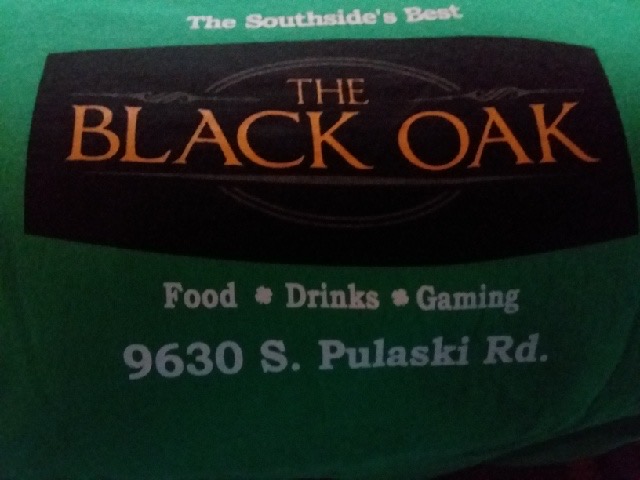 The Southside's Best
THE
BLACK OAK
Food * Drinks * Gaming
9630 S. Pulaski Rd.